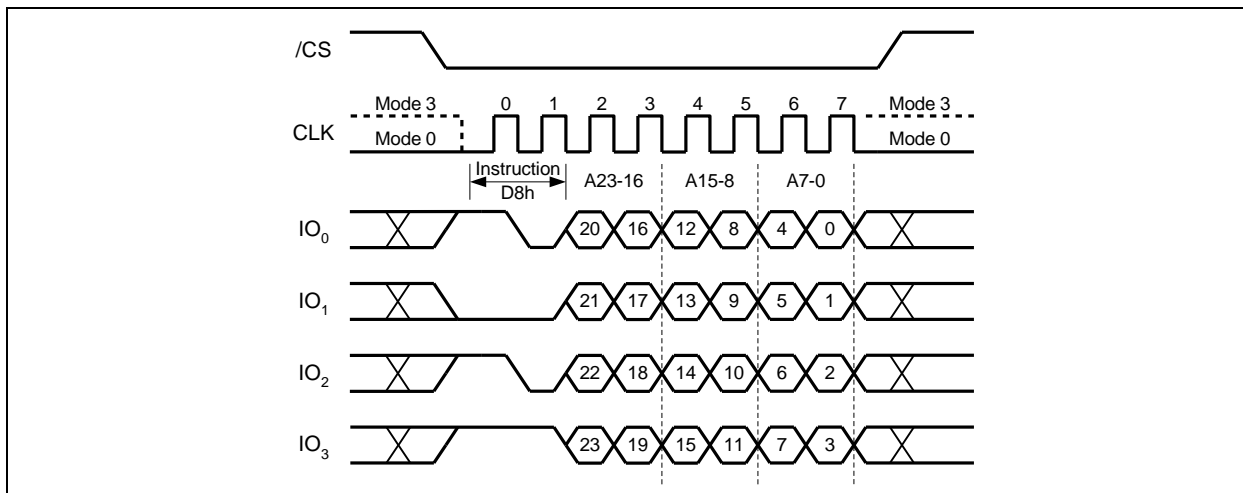 /CS
Mode 3 0 1 2 3 4 5 6 7 Mode 3
CLK
Mode 0 Mode 0
Instruction
D8h
A23-16 A15-8 A7-0
IO0 20 16 12 8 4 0
IO1 21 17 13 9 5 1
IO2 22 18 14 10 6 2
IO3 23 19 15 11 7 3